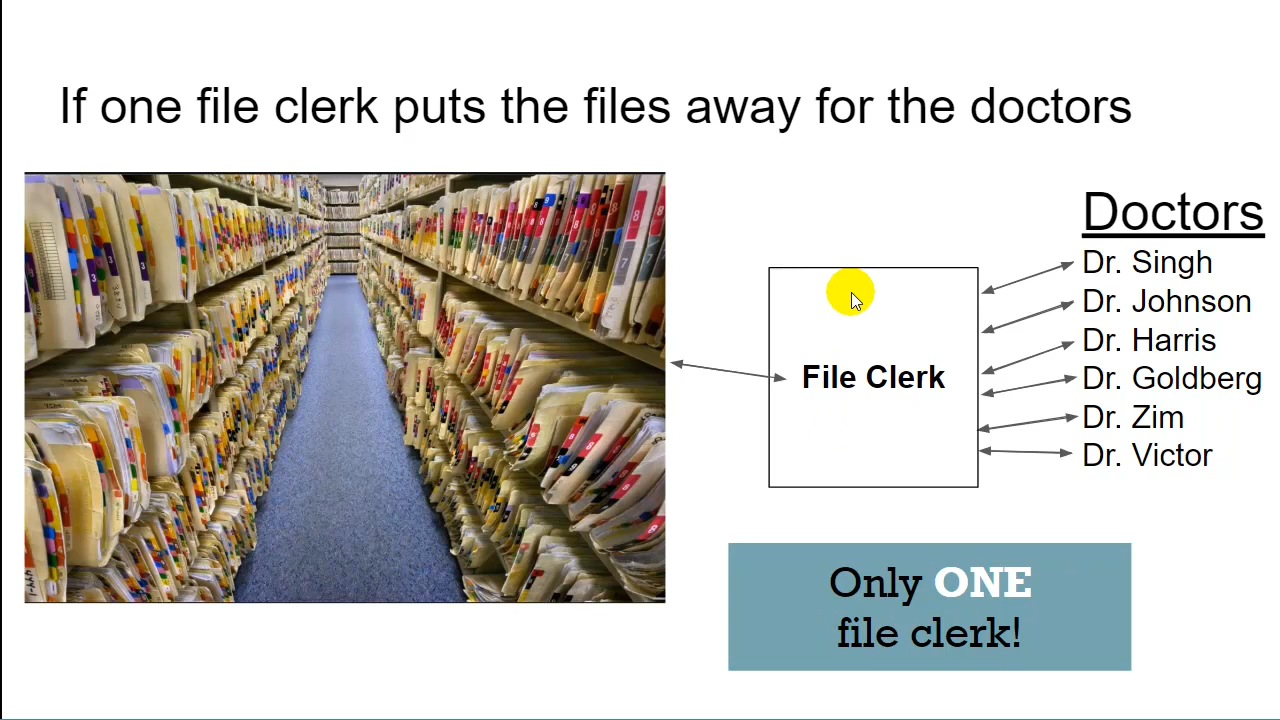 If one file clerk puts the files away for the doctors
Doctors
Dr. Singh
Dr. Johnson
Dr. Harris
Dr. Goldberg
Dr. Zim
Dr. Victor
File Clerk
Only ONE
file clerk!